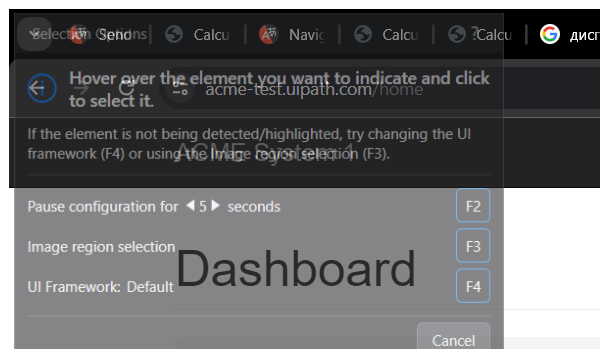 Selection Options
Send
Calcu
Navig
Calcu
?
Calcu
дисп
Hover over the element you want to indicate and click
to select it.
acme-test.uipath.com/home
If the element is not being detected/highlighted, try changing the UI
framework (F4) or using the Image region selection (F3).
ACME System 1
Pause configuration for 5 seconds
F2
Image region selection
F3
Dashboard
UI Framework: Default
F4
Cancel